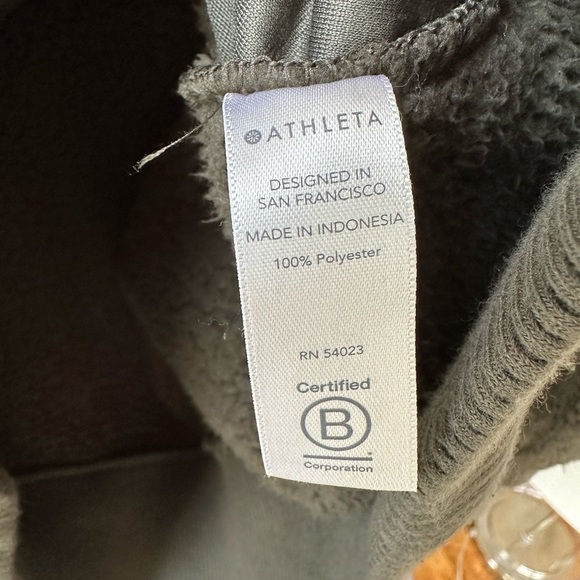 ATHLETA
DESIGNED IN
SAN FRANCISCO
MADE IN INDONESIA
100% Polyester
RN 54023
Certified
B
Corporation